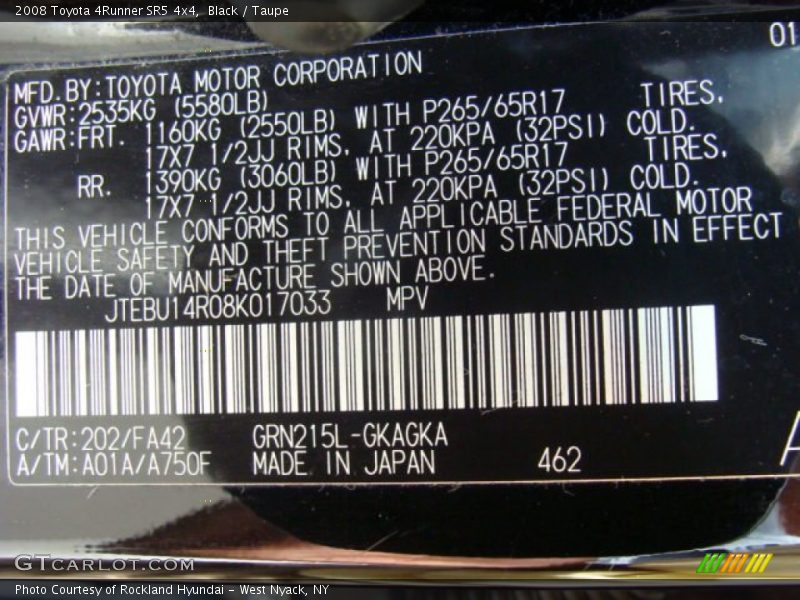 2008 Toyota 4Runner SR5 4x4,  Black / Taupe
01
MFD.BY:TOYOTA MOTOR CORPORATION
GVWR:2535KG (5580LB)
GAWR:FRT. 1160KG (2550LB) WITH P265/65R17 TIRES,
17X7 1/2JJ RIMS, AT 220KPA (32PSI) COLD.
RR. 1390KG (3060LB) WITH P265/65R17 TIRES,
17X7 1/2JJ RIMS, AT 220KPA (32PSI) COLD.
THIS VEHICLE CONFORMS TO ALL APPLICABLE FEDERAL MOTOR
VEHICLE SAFETY AND THEFT PREVENTION STANDARDS IN EFFECT
THE DATE OF MANUFACTURE SHOWN ABOVE.
JTEBU14R08K017033 MPV
C/TR:202/FA42 GRN215L-GKAGKA
A/TM:A01A/A750F MADE IN JAPAN 462
A
GTCarLot.com
Photo Courtesy of Rockland Hyundai - West Nyack, NY